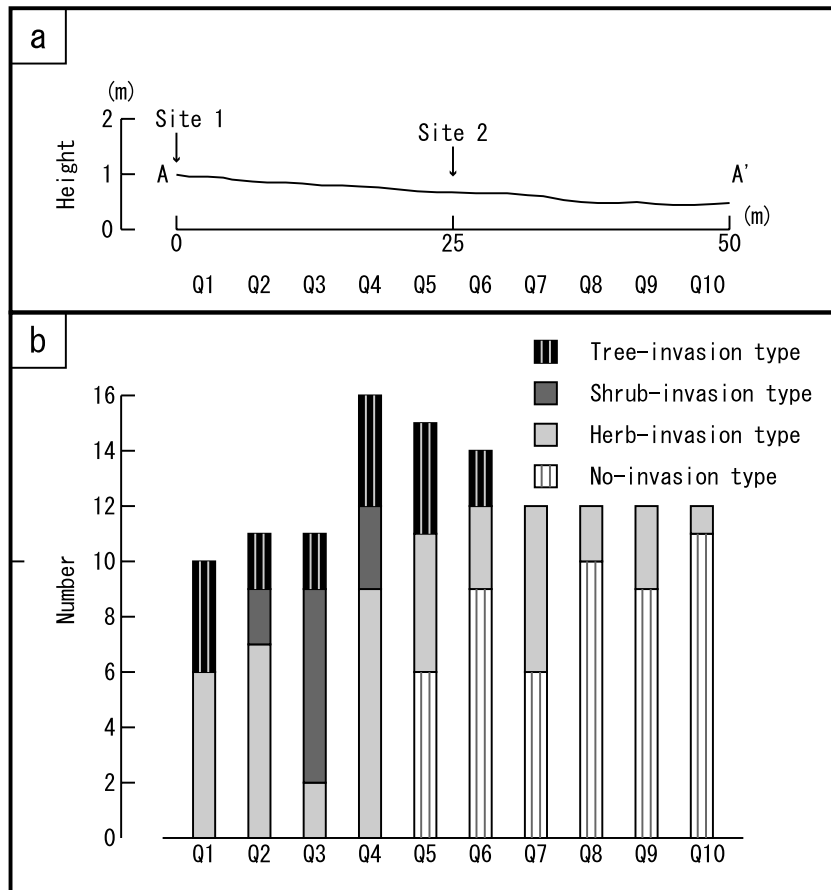 a
(m)
2
Site 1
Site 2
Height
1
A
A'
0
(m)
0
25
50
Q1 Q2 Q3 Q4 Q5 Q6 Q7 Q8 Q9 Q10
b
Tree-invasion type
Shrub-invasion type
Herb-invasion type
No-invasion type
Number
16
14
12
10
8
6
4
2
0
Q1 Q2 Q3 Q4 Q5 Q6 Q7 Q8 Q9 Q10